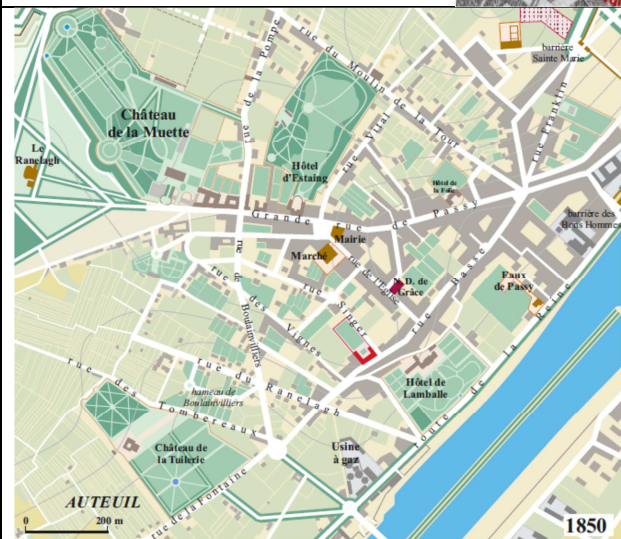 barrière
Sainte Marie
rue du Moulin de la Tour
rue de la Pompe
Château
de la Muette
rue Vital
rue Franklin
Le
Ranelagh
Hôtel
d'Estaing
Hôtel de
la Folie
Grande rue de Passy
barrière des
Bons Hommes
Mairie
Marché
rue de l'Eglise
N.D. de
Grâce
rue Basse
Eaux
de Passy
rue de Boulainvilliers
rue des Vignes
rue Singer
route de la Reine
Hôtel de
Lamballe
rue du Ranelagh
hameau de
Boulainvilliers
rue des Tombereaux
Château de
la Tuilerie
Usine
à gaz
rue de la Fontaine
AUTEUIL
0 200 m
1850